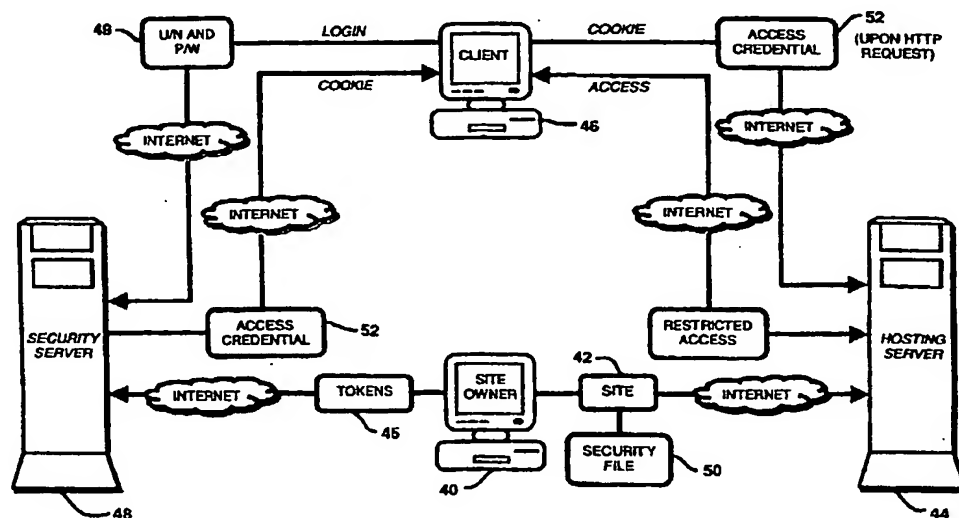 49
U/N AND
P/W
LOGIN
CLIENT
COOKIE
ACCESS
CREDENTIAL
52
(UPON HTTP
REQUEST)
COOKIE
ACCESS
46
INTERNET
INTERNET
INTERNET
INTERNET
SECURITY
SERVER
ACCESS
CREDENTIAL
52
RESTRICTED
ACCESS
HOSTING
SERVER
INTERNET
TOKENS
45
SITE
OWNER
40
42
SITE
INTERNET
SECURITY
FILE
50
48
44